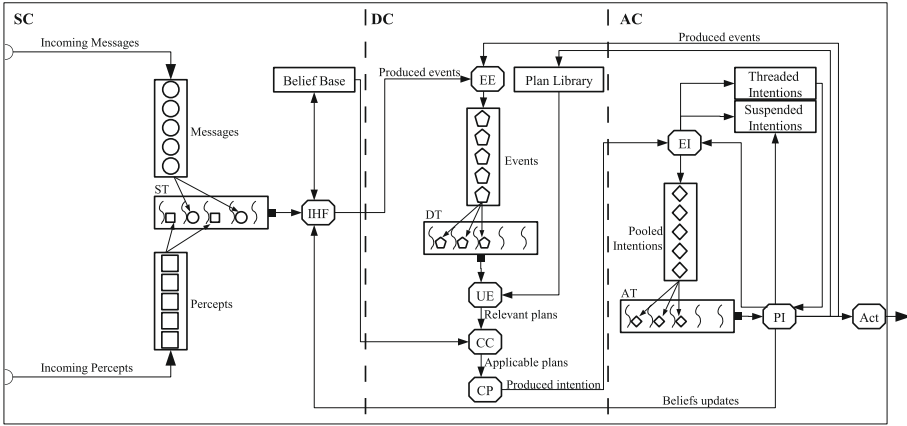 SC
DC
AC
Incoming Messages
Produced events
Produced events
Belief Base
EE
Plan Library
Threaded
Intentions
Suspended
Intentions
Messages
EI
Events
ST
IHF
DT
Pooled
Intentions
Percepts
UE
AT
Relevant plans
PI
Act
CC
Applicable plans
Incoming Percepts
CP
Produced intention
Beliefs updates